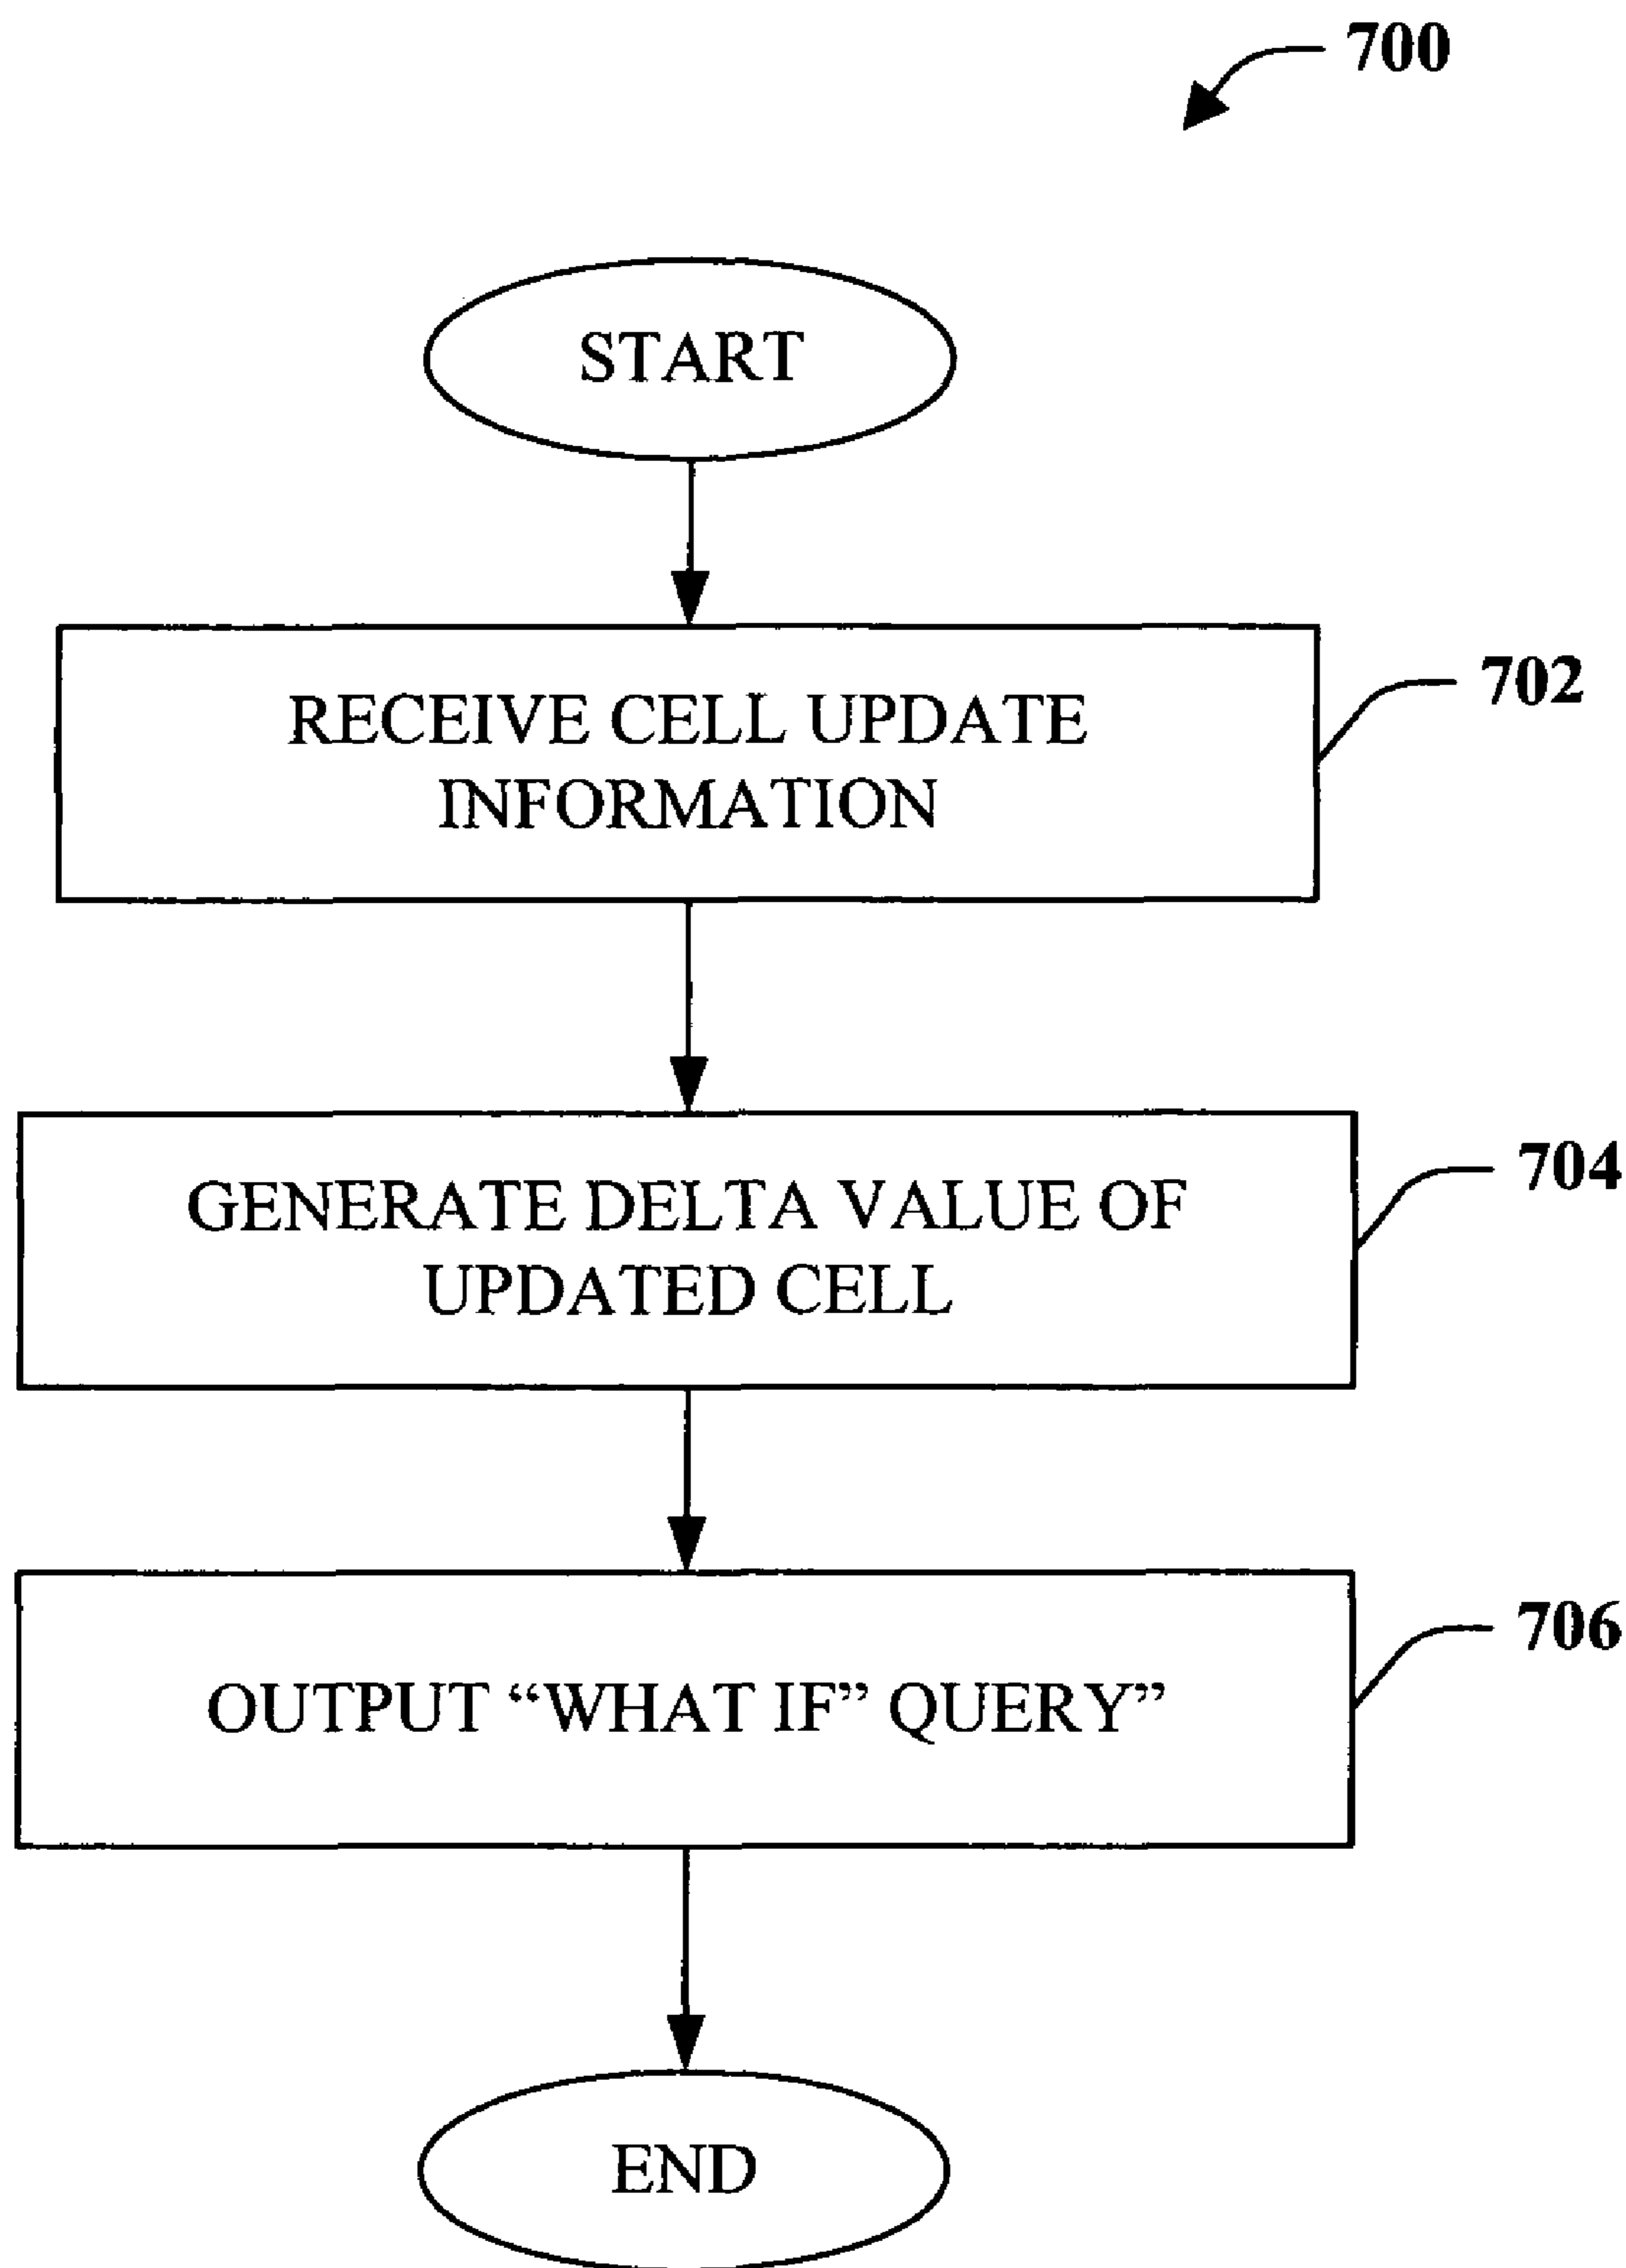 700
START
RECEIVE CELL UPDATE
INFORMATION
702
GENERATE DELTA VALUE OF
UPDATED CELL
704
OUTPUT “WHAT IF” QUERY”
706
END